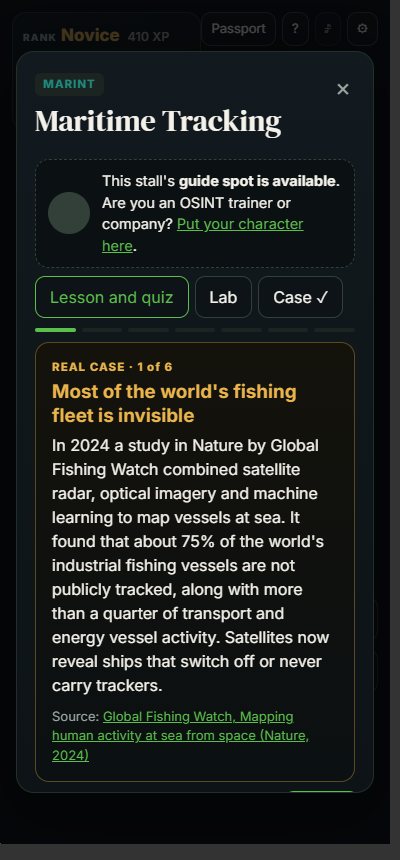 RANK Novice 410 XP
Passport
?
MARINT
×
Maritime Tracking
This stall's guide spot is available.
Are you an OSINT trainer or
company? Put your character
here.
Lesson and quiz
Lab
Case ✓
REAL CASE · 1 of 6
Most of the world's fishing
fleet is invisible
In 2024 a study in Nature by Global
Fishing Watch combined satellite
radar, optical imagery and machine
learning to map vessels at sea. It
found that about 75% of the world's
industrial fishing vessels are not
publicly tracked, along with more
than a quarter of transport and
energy vessel activity. Satellites now
reveal ships that switch off or never
carry trackers.
Source: Global Fishing Watch, Mapping
human activity at sea from space (Nature,
2024)